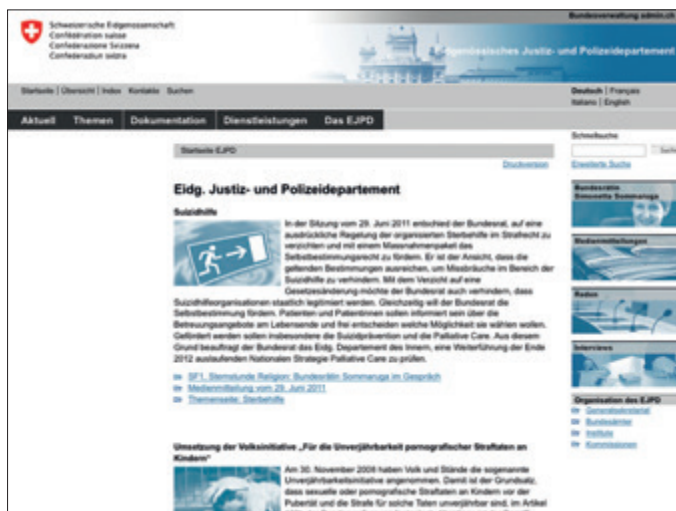 Bundesverwaltung admin.ch
Schweizerische Eidgenossenschaft
Confédération suisse
Confederazione Svizzera
Confederaziun svizra
Eidgenössisches Justiz- und Polizeidepartement
Startseite | Übersicht | Index Kontakte Suchen
Deutsch | Français
Italiano | English
Aktuell Themen Dokumentation Dienstleistungen Das EJPD
Startseite EJPD
Druckversion
Eidg. Justiz- und Polizeidepartement
Suizidhilfe
In der Sitzung vom 29. Juni 2011 entschied der Bundesrat, auf eine
ausdrückliche Regelung der organisierten Sterbehilfe im Strafrecht zu
verzichten und mit einem Massnahmenpaket das
Selbstbestimmungsrecht zu fördern. Er ist der Ansicht, dass die
geltenden Bestimmungen ausreichen, um Missbräuche im Bereich der
Suizidhilfe zu verhindern. Mit dem Verzicht auf eine
Gesetzesänderung möchte der Bundesrat auch verhindern, dass
Suizidhilfeorganisationen staatlich legitimiert werden. Gleichzeitig will der Bundesrat die
Selbstbestimmung fördern. Patienten und Patientinnen sollen informiert sein über die
Betreuungsangebote am Lebensende und frei entscheiden welche Möglichkeit sie wählen wollen.
Gefördert werden sollen insbesondere die Suizidprävention und die Palliative Care. Aus diesem
Grund beauftragt der Bundesrat das Eidg. Departement des Innern, eine Weiterführung der Ende
2012 auslaufenden Nationalen Strategie Palliative Care zu prüfen.
SF1, Sternstunde Religion: Bundesrätin Sommaruga im Gespräch
Medienmitteilung vom 29. Juni 2011
Themenseite: Sterbehilfe
Umsetzung der Volksinitiative „Für die Unverjährbarkeit pornografischer Straftaten an
Kindern"
Am 30. November 2008 haben Volk und Stände die sogenannte
Unverjährbarkeitsinitiative angenommen. Damit ist der Grundsatz,
dass sexuelle oder pornografische Straftaten an Kindern vor der
Pubertät und die Strafe für solche Taten unverjährbar sind, im Artikel
Schnellsuche
Erweiterte Suche
Bundesrätin
Simonetta Sommaruga
Medienmitteilungen
Reden
Interviews
Organisation des EJPD
Generalsekretariat
Bundesämter
Institute
Kommissionen